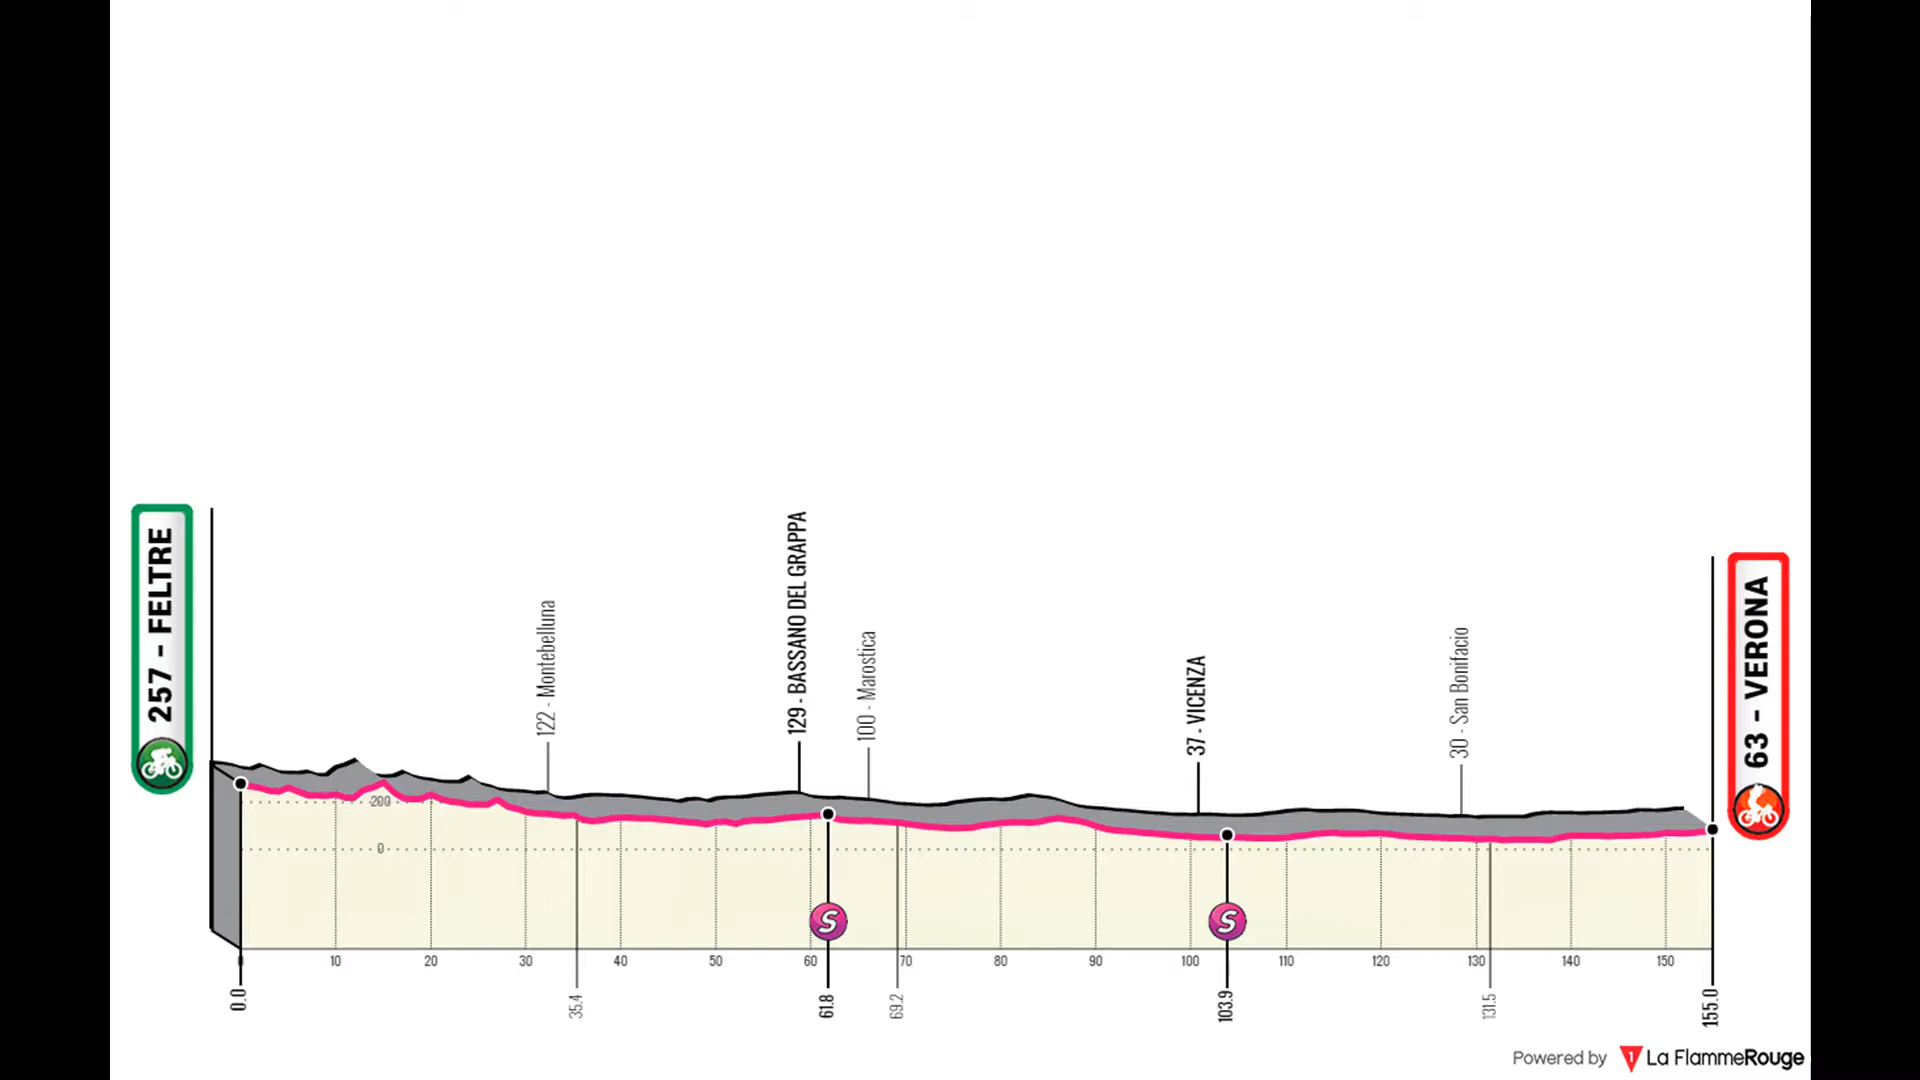 257 - FELTRE
122 - Montebelluna
129 - BASSANO DEL GRAPPA
100 - Marostica
37 - VICENZA
30 - San Bonifacio
63 - VERONA
200
0
S
S
0 10 20 30 40 50 60 70 80 90 100 110 120 130 140 150
0.0
35.4
61.8
69.2
103.9
131.5
155.0
Powered by 1 La FlammeRouge